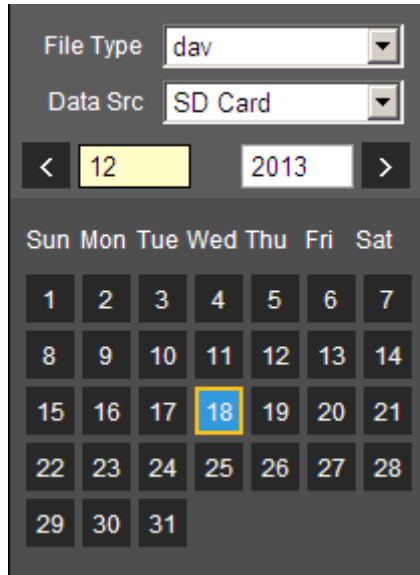 File Type dav
Data Src SD Card
< 12 2013 >
Sun Mon Tue Wed Thu Fri Sat
1 2 3 4 5 6 7
8 9 10 11 12 13 14
15 16 17 18 19 20 21
22 23 24 25 26 27 28
29 30 31